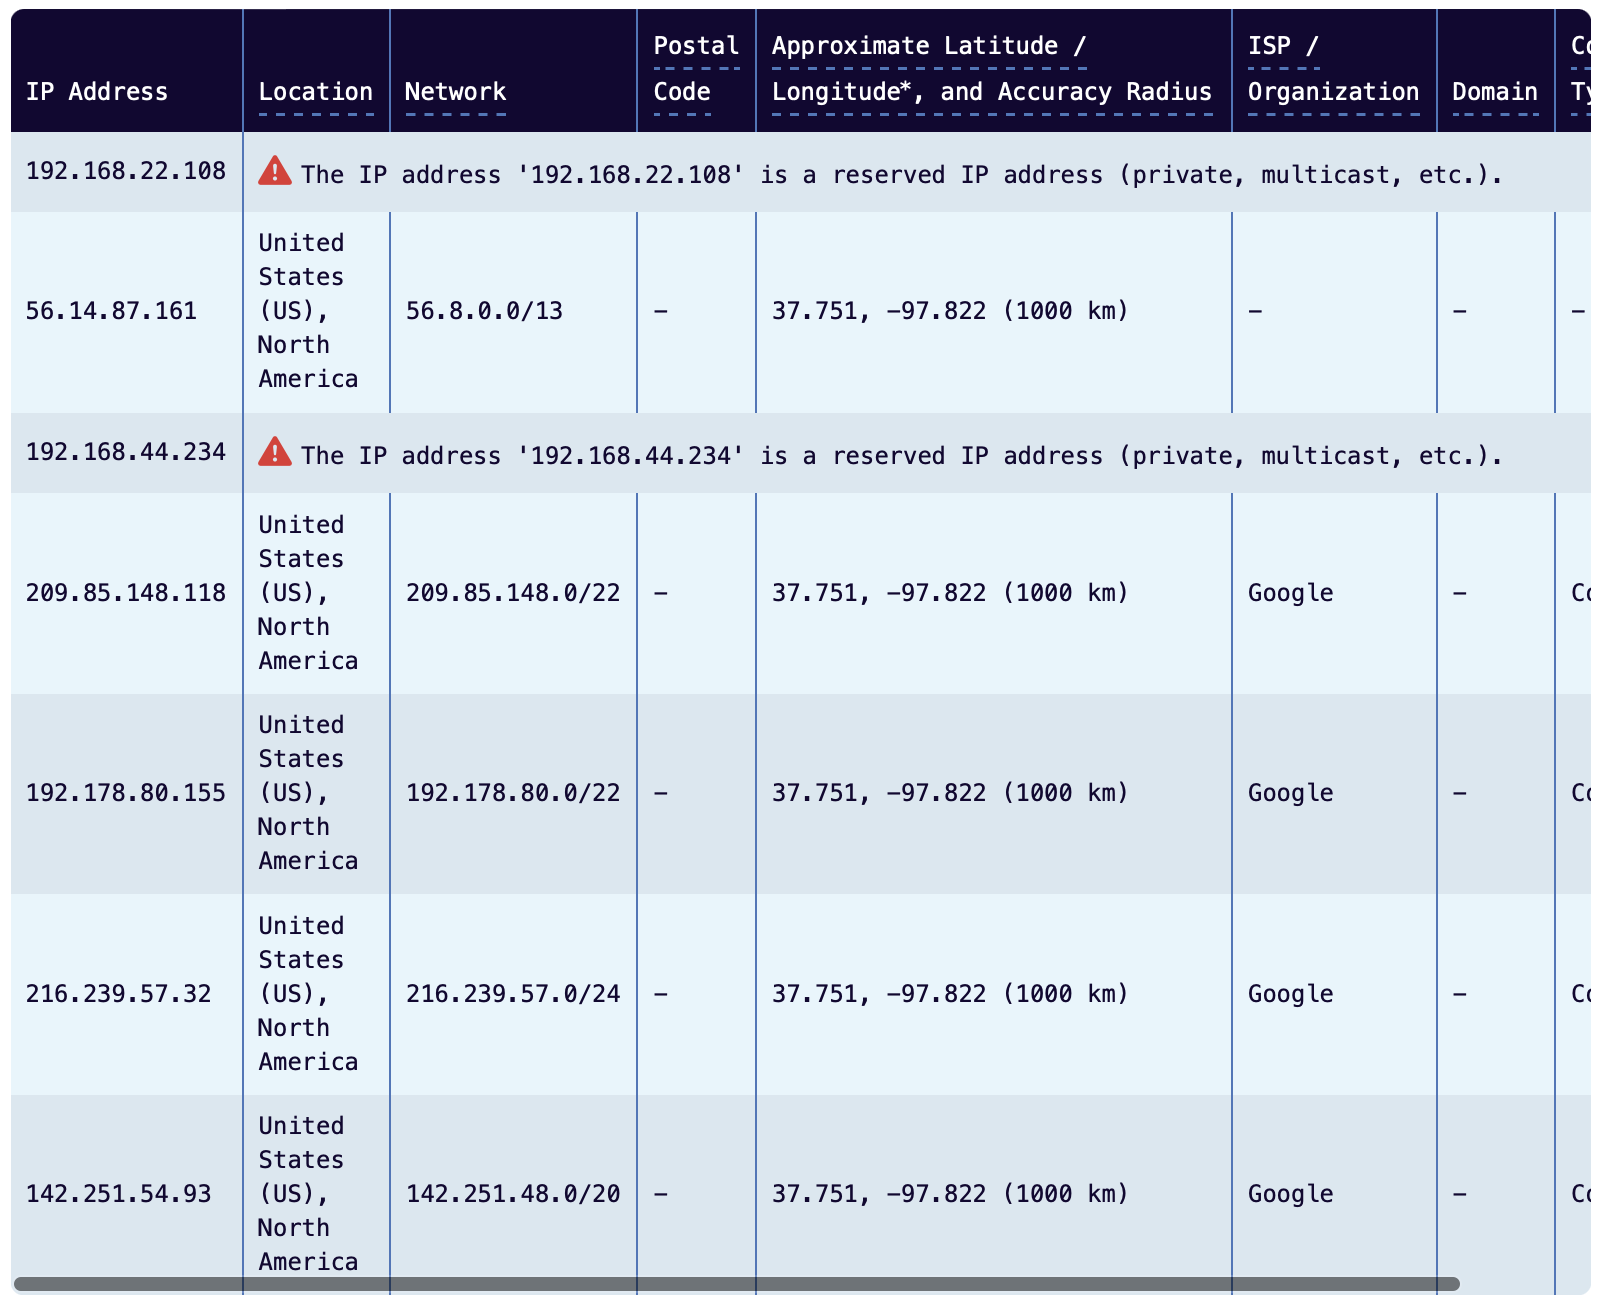 IP Address Location Network Postal Code Approximate Latitude / Longitude*, and Accuracy Radius ISP / Organization Domain
192.168.22.108 The IP address '192.168.22.108' is a reserved IP address (private, multicast, etc.).
56.14.87.161 United States (US), North America 56.8.0.0/13 – 37.751, -97.822 (1000 km) – – –
192.168.44.234 The IP address '192.168.44.234' is a reserved IP address (private, multicast, etc.).
209.85.148.118 United States (US), North America 209.85.148.0/22 – 37.751, -97.822 (1000 km) Google –
192.178.80.155 United States (US), North America 192.178.80.0/22 – 37.751, -97.822 (1000 km) Google –
216.239.57.32 United States (US), North America 216.239.57.0/24 – 37.751, -97.822 (1000 km) Google –
142.251.54.93 United States (US), North America 142.251.48.0/20 – 37.751, -97.822 (1000 km) Google –